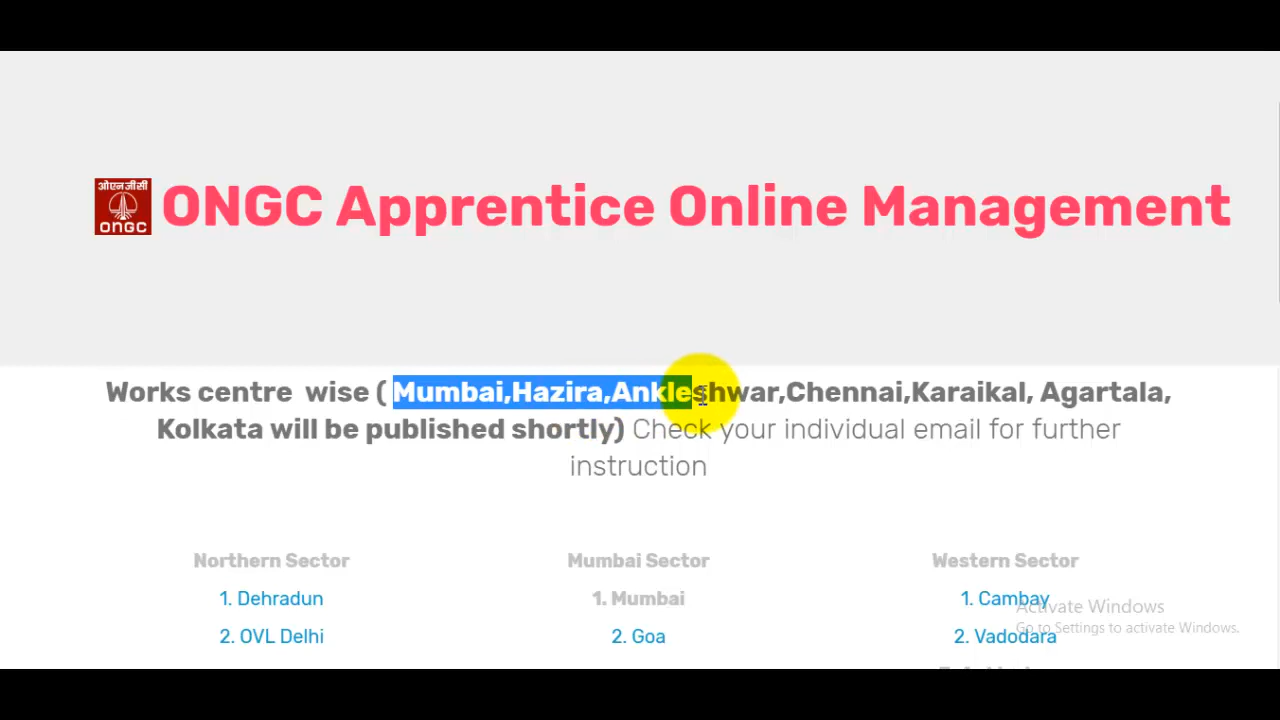 ओएनजीसी
ONGC
ONGC Apprentice Online Management
Works centre wise ( Mumbai,Hazira,Ankleshwar,Chennai,Karaikal, Agartala,
Kolkata will be published shortly) Check your individual email for further
instruction
Northern Sector
1. Dehradun
2. OVL Delhi
Mumbai Sector
1. Mumbai
2. Goa
Western Sector
1. Cambay
2. Vadodara
Activate Windows
Go to Settings to activate Windows.